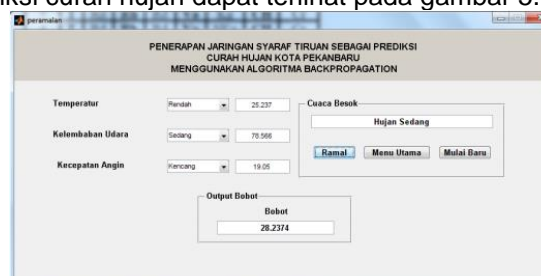 iksi curah hujan dapat terlihat pada gambar 5.
peramalan
PENERAPAN JARINGAN SYARAF TIRUAN SEBAGAI PREDIKSI
CURAH HUJAN KOTA PEKANBARU
MENGGUNAKAN ALGORITMA BACKPROPAGATION
Temperatur Rendah 25.237
Kelembaban Udara Sedang 78.566
Kecepatan Angin Kencang 19.05
Cuaca Besok
Hujan Sedang
Ramal Menu Utama Mulai Baru
Output Bobot
Bobot
28.2374